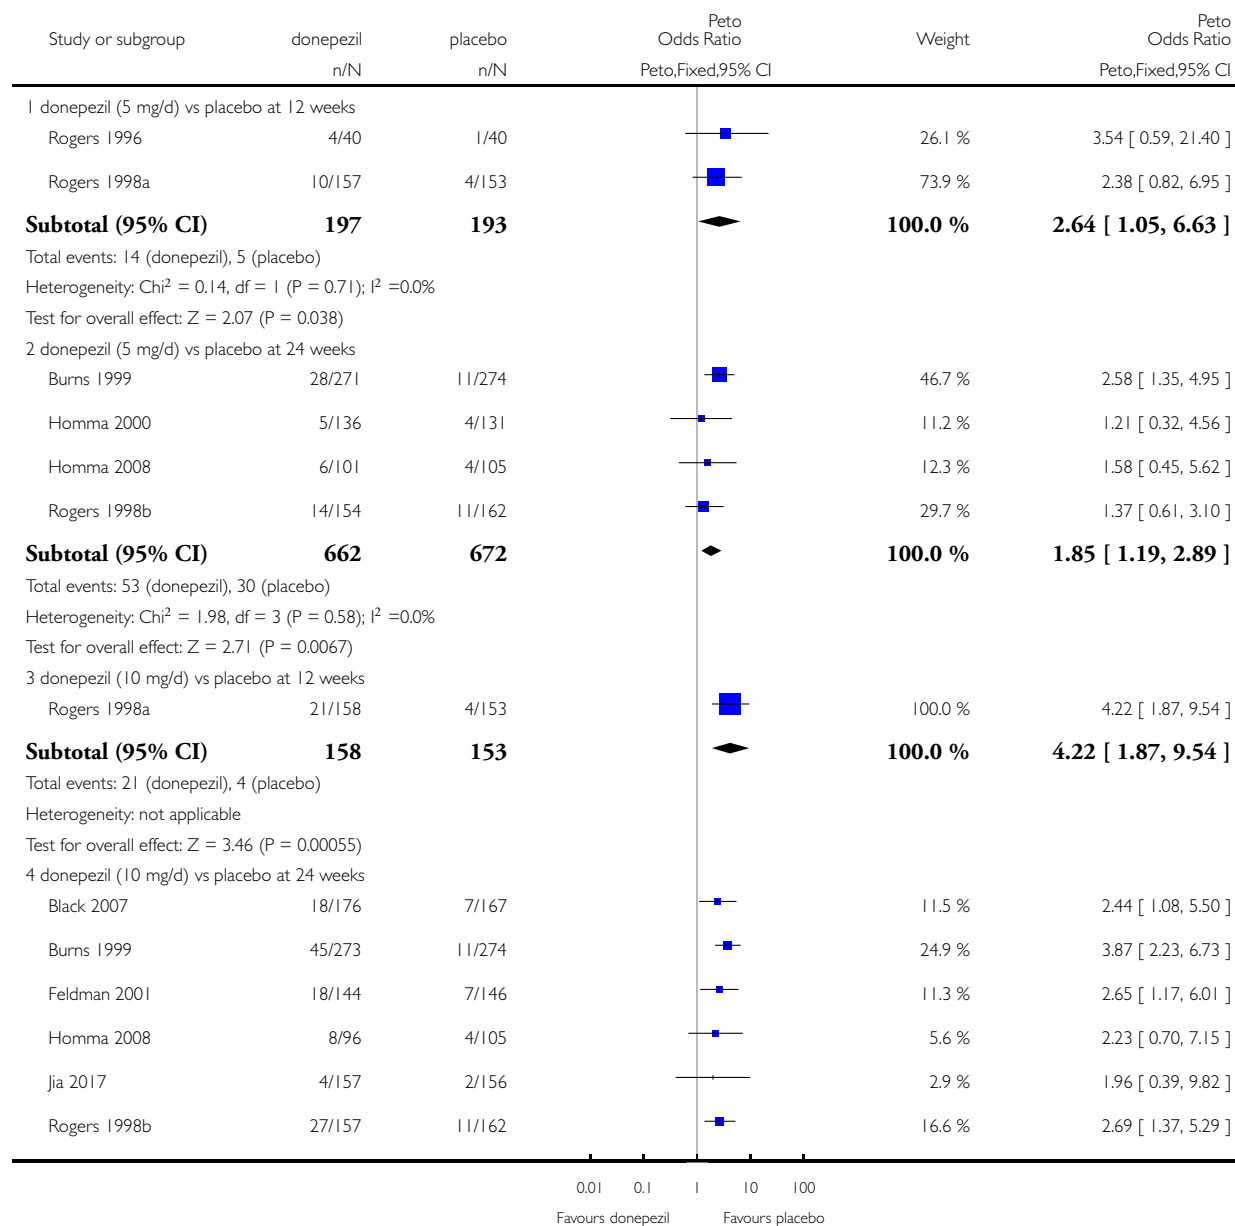 Peto Peto
Study or subgroup donepezil placebo Odds Ratio Weight Odds Ratio
n/N n/N Peto,Fixed,95% CI Peto,Fixed,95% CI
1 donepezil (5 mg/d) vs placebo at 12 weeks
Rogers 1996 4/40 1/40 26.1 % 3.54 [ 0.59, 21.40 ]
Rogers 1998a 10/157 4/153 73.9 % 2.38 [ 0.82, 6.95 ]
Subtotal (95% CI) 197 193 100.0 % 2.64 [ 1.05, 6.63 ]
Total events: 14 (donepezil), 5 (placebo)
Heterogeneity: Chi² = 0.14, df = 1 (P = 0.71); I² =0.0%
Test for overall effect: Z = 2.07 (P = 0.038)
2 donepezil (5 mg/d) vs placebo at 24 weeks
Burns 1999 28/271 11/274 46.7 % 2.58 [ 1.35, 4.95 ]
Homma 2000 5/136 4/131 11.2 % 1.21 [ 0.32, 4.56 ]
Homma 2008 6/101 4/105 12.3 % 1.58 [ 0.45, 5.62 ]
Rogers 1998b 14/154 11/162 29.7 % 1.37 [ 0.61, 3.10 ]
Subtotal (95% CI) 662 672 100.0 % 1.85 [ 1.19, 2.89 ]
Total events: 53 (donepezil), 30 (placebo)
Heterogeneity: Chi² = 1.98, df = 3 (P = 0.58); I² =0.0%
Test for overall effect: Z = 2.71 (P = 0.0067)
3 donepezil (10 mg/d) vs placebo at 12 weeks
Rogers 1998a 21/158 4/153 100.0 % 4.22 [ 1.87, 9.54 ]
Subtotal (95% CI) 158 153 100.0 % 4.22 [ 1.87, 9.54 ]
Total events: 21 (donepezil), 4 (placebo)
Heterogeneity: not applicable
Test for overall effect: Z = 3.46 (P = 0.00055)
4 donepezil (10 mg/d) vs placebo at 24 weeks
Black 2007 18/176 7/167 11.5 % 2.44 [ 1.08, 5.50 ]
Burns 1999 45/273 11/274 24.9 % 3.87 [ 2.23, 6.73 ]
Feldman 2001 18/144 7/146 11.3 % 2.65 [ 1.17, 6.01 ]
Homma 2008 8/96 4/105 5.6 % 2.23 [ 0.70, 7.15 ]
Jia 2017 4/157 2/156 2.9 % 1.96 [ 0.39, 9.82 ]
Rogers 1998b 27/157 11/162 16.6 % 2.69 [ 1.37, 5.29 ]
0.01 0.1 1 10 100
Favours donepezil Favours placebo